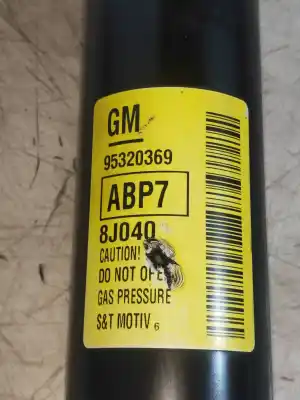 GM
95320369
ABP7
8J040
CAUTION!
DO NOT OPE
GAS PRESSURE
S&T MOTIV 6